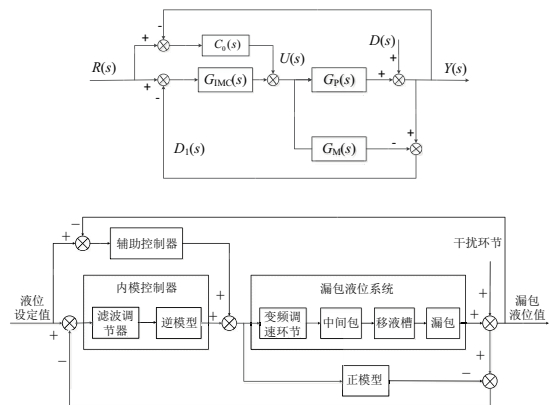 -
+
C₀(s)
D(s)
U(s)
+
R(s)
+
G_IMC(s)
G_P(s)
+
Y(s)
-
+
D₁(s)
G_M(s)
-
−
+
辅助控制器
干扰环节
液位
设定值
内模控制器
+
漏包液位系统
+
漏包
液位值
+
滤波调
节器
逆模型
+
变频调
速环节
中间包
移液槽
漏包
+
−
正模型
−
+